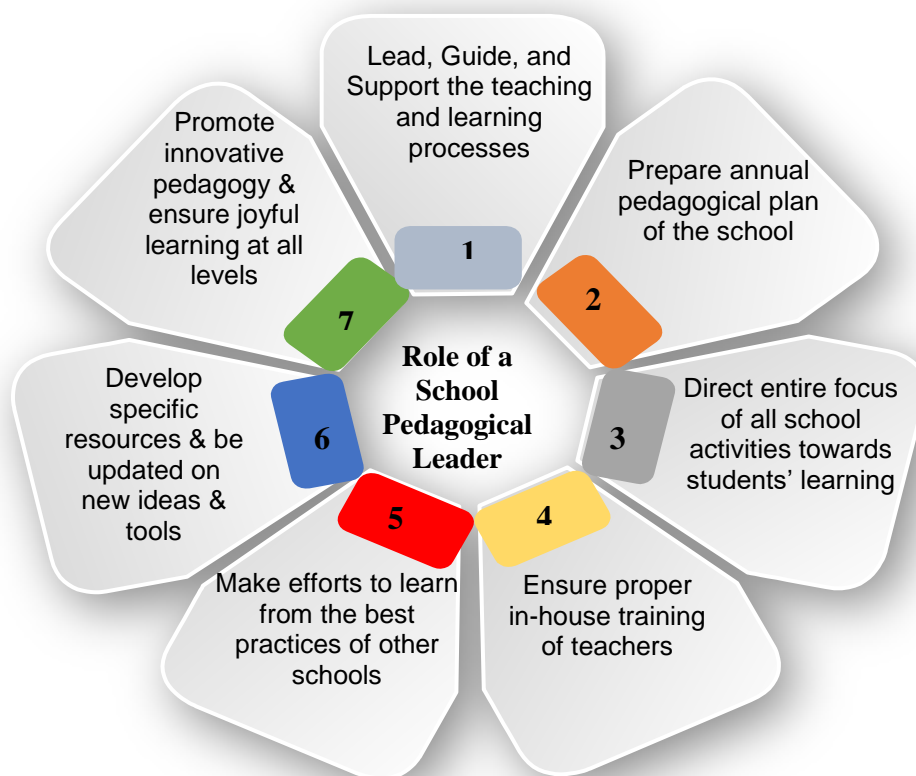 Role of a
School
Pedagogical
Leader
1
Lead, Guide, and
Support the teaching
and learning
processes
2
Prepare annual
pedagogical plan
of the school
3
Direct entire focus
of all school
activities towards
students’ learning
4
Ensure proper
in-house training
of teachers
5
Make efforts to learn
from the best
practices of other
schools
6
Develop
specific
resources & be
updated on
new ideas &
tools
7
Promote
innovative
pedagogy &
ensure joyful
learning at all
levels